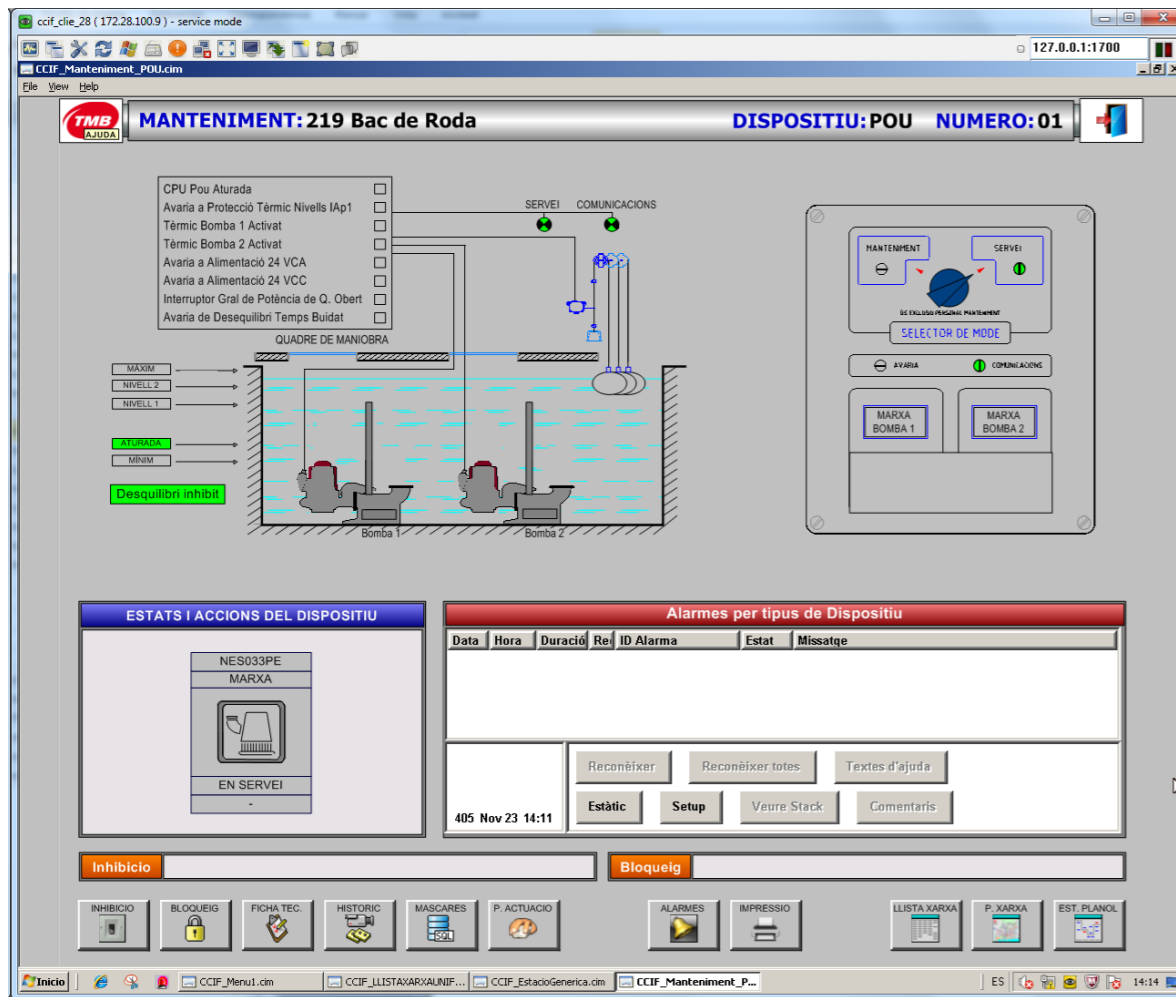 ccif_clie_28 ( 172.28.100.9 ) - service mode
127.0.0.1:1700
CCIF_Manteniment_POU.cim
File View Help
TMB
AJUDA
MANTENIMENT: 219 Bac de Roda
DISPOSITIU: POU NUMERO: 01
CPU Pou Aturada
Avaria a Protecció Tèrmic Nivells IAp1
Tèrmic Bomba 1 Activat
Tèrmic Bomba 2 Activat
Avaria a Alimentació 24 VCA
Avaria a Alimentació 24 VCC
Interruptor Gral de Potència de Q. Obert
Avaria de Desequilibri Temps Buidat
QUADRE DE MANIOBRA
SERVEI COMUNICACIONS
MÀXIM
NIVELL 2
NIVELL 1
ATURADA
MÍNIM
Desquilibri inhibit
Bomba 1
Bomba 2
MANTENIMENT
SERVEI
ÚS EXCLUSIO PERSONAL MANTENIMENT
SELECTOR DE MODE
AVARIA
COMUNICACIONS
MARXA
BOMBA 1
MARXA
BOMBA 2
ESTATS I ACCIONS DEL DISPOSITIU
NES033PE
MARXA
EN SERVEI
-
Alarmes per tipus de Dispositiu
Data Hora Duració Re ID Alarma Estat Missatge
Reconèixer Reconèixer totes Textes d'ajuda
Estàtic Setup Veure Stack Comentaris
405 Nov 23 14:11
Inhibicio
Bloqueig
INHIBICIO BLOQUEIG FICHA TEC. HISTORIC MASCARES P. ACTUACIO ALARMES IMPRESSIO LLISTA XARXA P. XARXA EST. PLANOL
SQL
Inicio CCIF_Menu1.cim CCIF_LLISTAXARXAUNIF... CCIF_EstacioGenerica.cim CCIF_Manteniment_P... ES 14:14